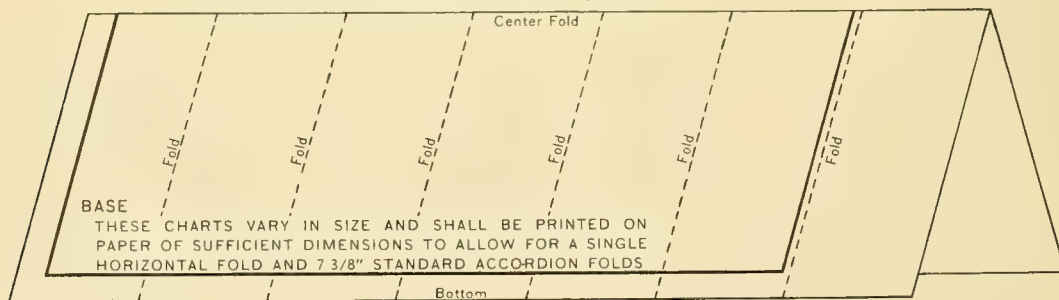 Center Fold
Fold Fold Fold Fold Fold Fold
BASE
THESE CHARTS VARY IN SIZE AND SHALL BE PRINTED ON
PAPER OF SUFFICIENT DIMENSIONS TO ALLOW FOR A SINGLE
HORIZONTAL FOLD AND 7 3/8" STANDARD ACCORDION FOLDS
Bottom